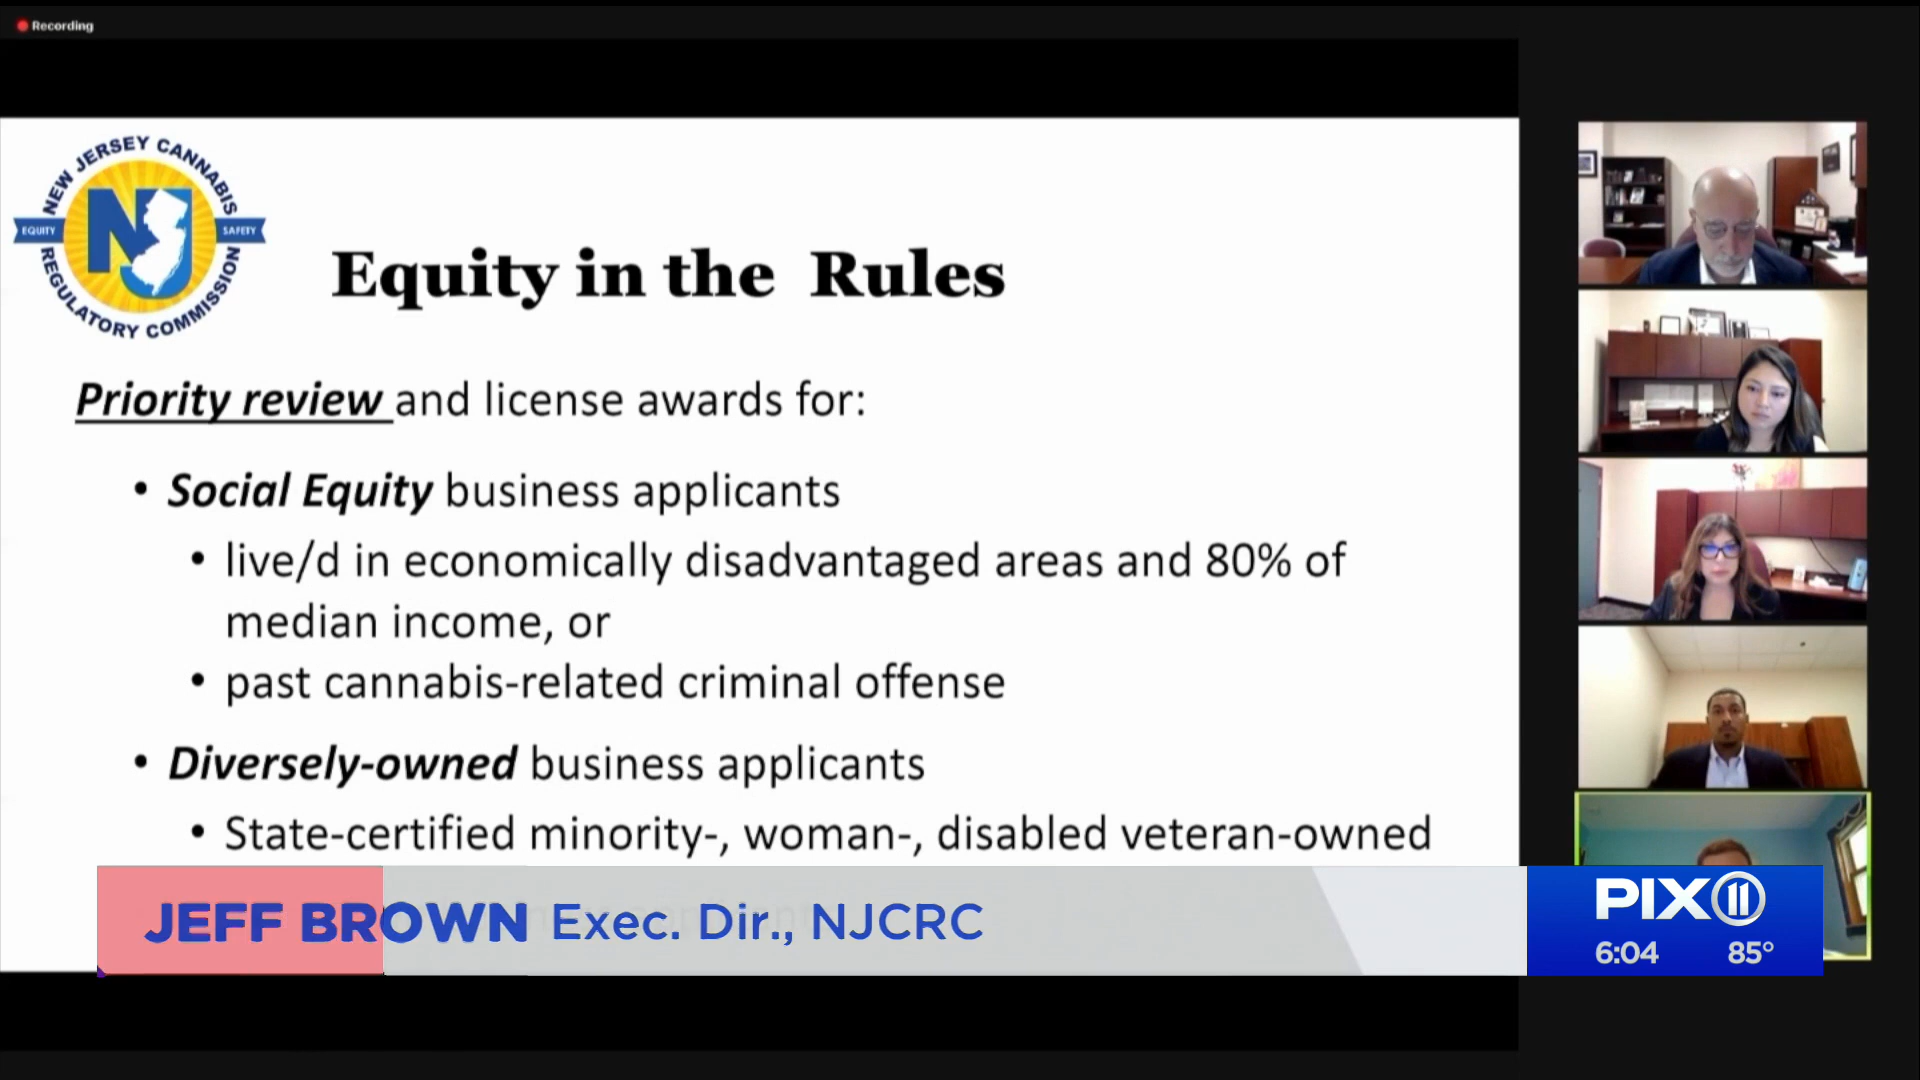 Recording
NEW JERSEY CANNABIS
EQUITY
NJ
SAFETY
REGULATORY COMMISSION
Equity in the Rules
Priority review and license awards for:
• Social Equity business applicants
• live/d in economically disadvantaged areas and 80% of
median income, or
• past cannabis-related criminal offense
• Diversely-owned business applicants
• State-certified minority-, woman-, disabled veteran-owned
JEFF BROWN Exec. Dir., NJCRC
PIX 11
6:04 85°